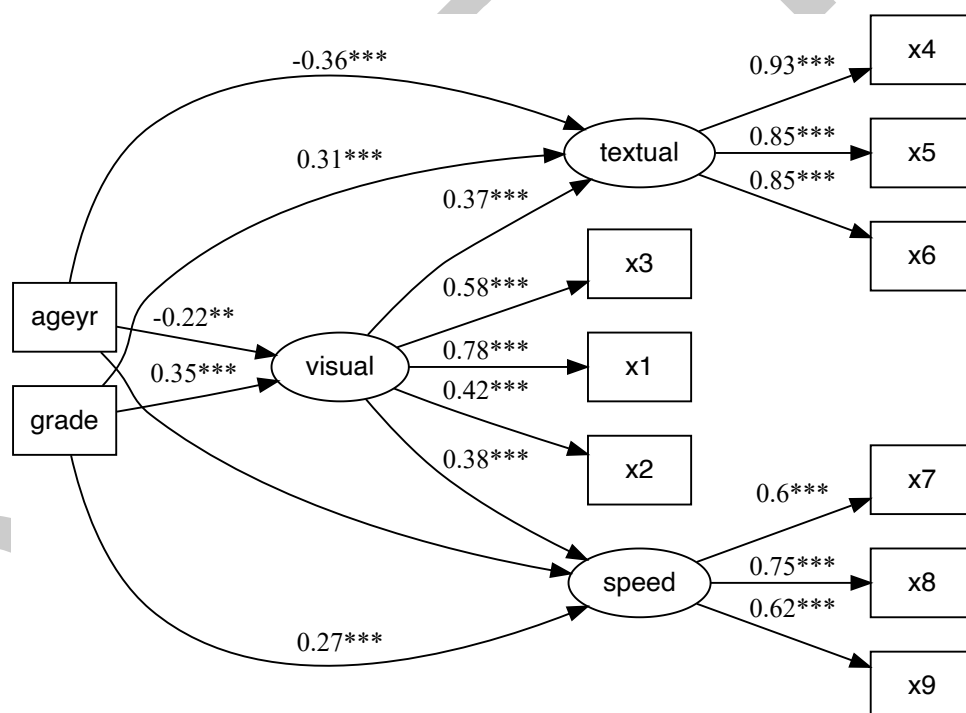 x4
-0.36***
0.93***
textual
0.85***
x5
0.31***
0.85***
0.37***
x6
x3
0.58***
ageyr
-0.22**
0.78***
visual
x1
0.35***
0.42***
grade
x2
0.38***
x7
0.6***
0.75***
speed
x8
0.62***
0.27***
x9